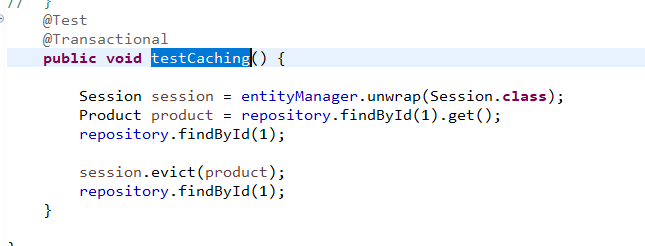 // }
@Test
@Transactional
public void testCaching() {
Session session = entityManager.unwrap(Session.class);
Product product = repository.findById(1).get();
repository.findById(1);
session.evict(product);
repository.findById(1);
}